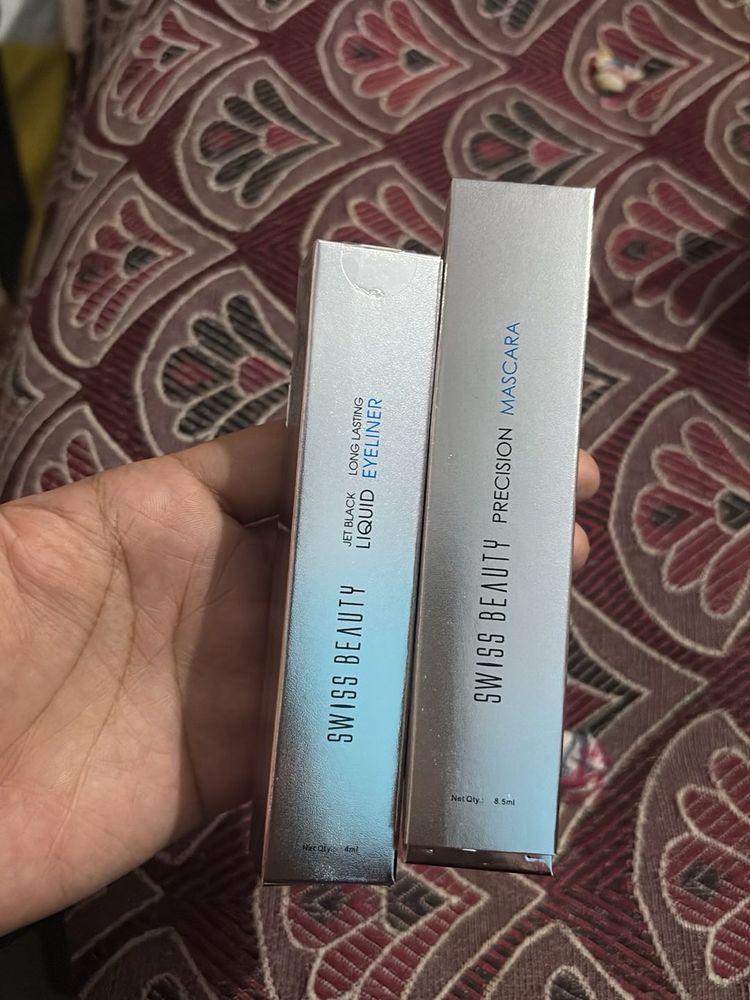 SWISS BEAUTY
JET BLACK LONG LASTING
LIQUID EYELINER
Net Qty.: 4ml
SWISS BEAUTY PRECISION MASCARA
Net Qty.: 8.5ml